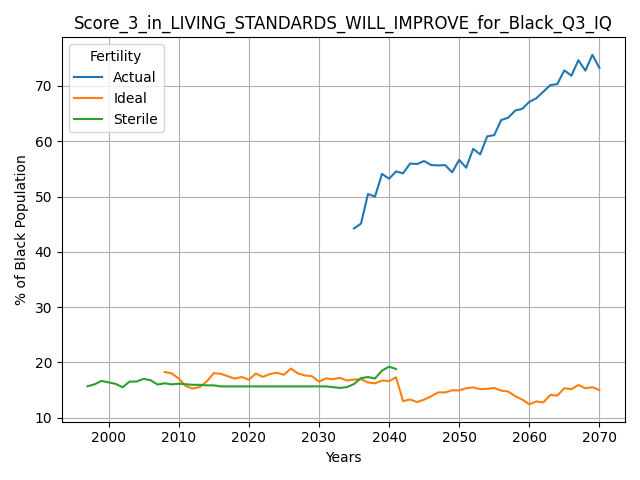 Score_3_in_LIVING_STANDARDS_WILL_IMPROVE_for_Black_Q3_IQ
Fertility
Actual
Ideal
Sterile
% of Black Population
70
60
50
40
30
20
10
2000 2010 2020 2030 2040 2050 2060 2070
Years